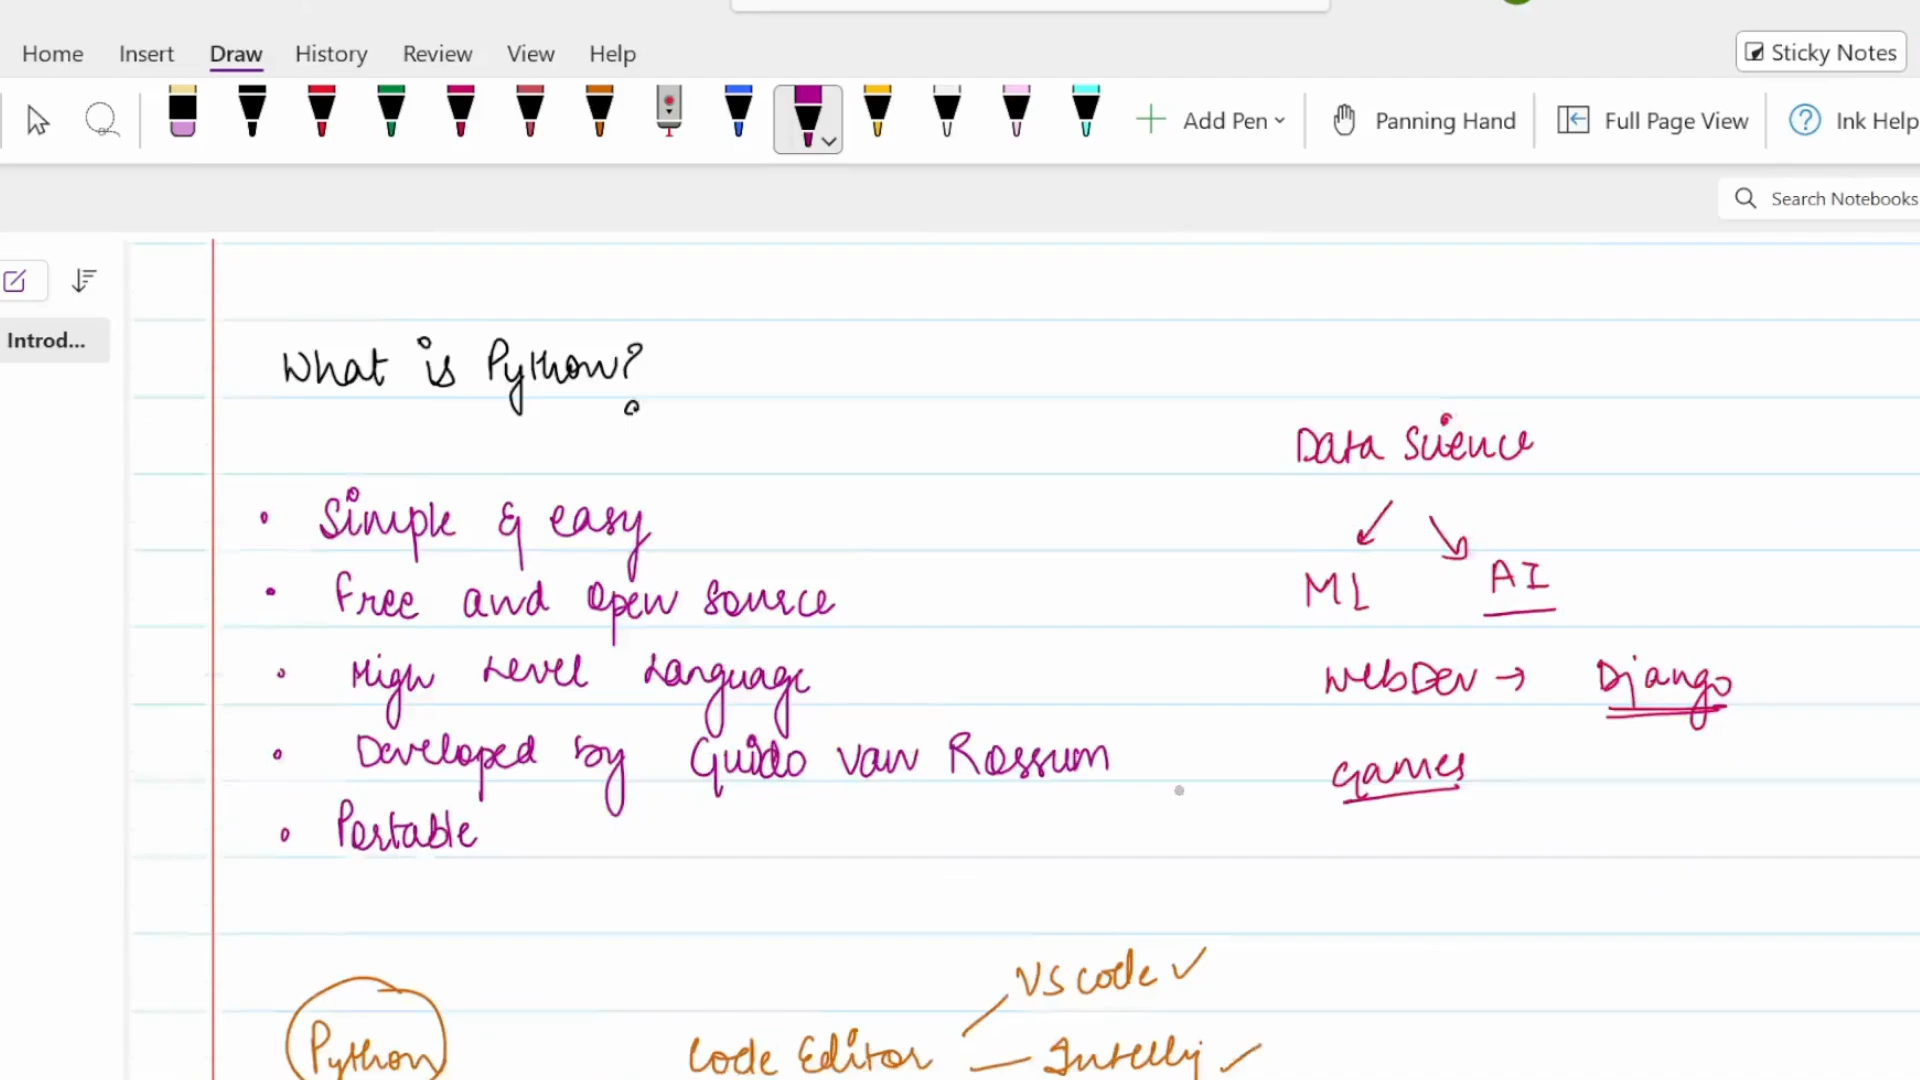 Home Insert Draw History Review View Help
Sticky Notes
Add Pen Panning Hand Full Page View Ink Help
Search Notebooks
Introd...
What is Python?
Data Science
• Simple & easy
ML AI
• Free and open source
• High Level Language
WebDev → Django
• Developed by Guido van Rossum
games
• Portable
VS code ✓
Python Code Editor — Intellij ✓